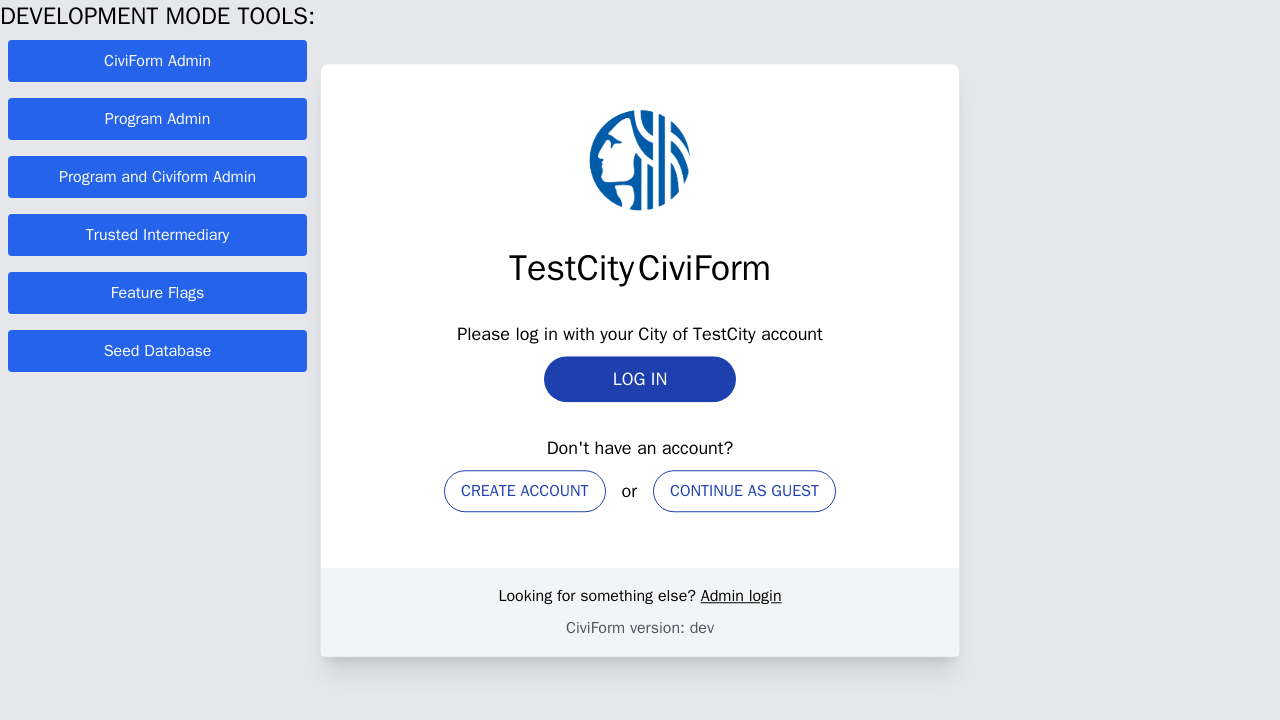 DEVELOPMENT MODE TOOLS:
CiviForm Admin
Program Admin
Program and Civiform Admin
Trusted Intermediary
Feature Flags
Seed Database
TestCity CiviForm
Please log in with your City of TestCity account
LOG IN
Don't have an account?
CREATE ACCOUNT or CONTINUE AS GUEST
Looking for something else? Admin login
CiviForm version: dev